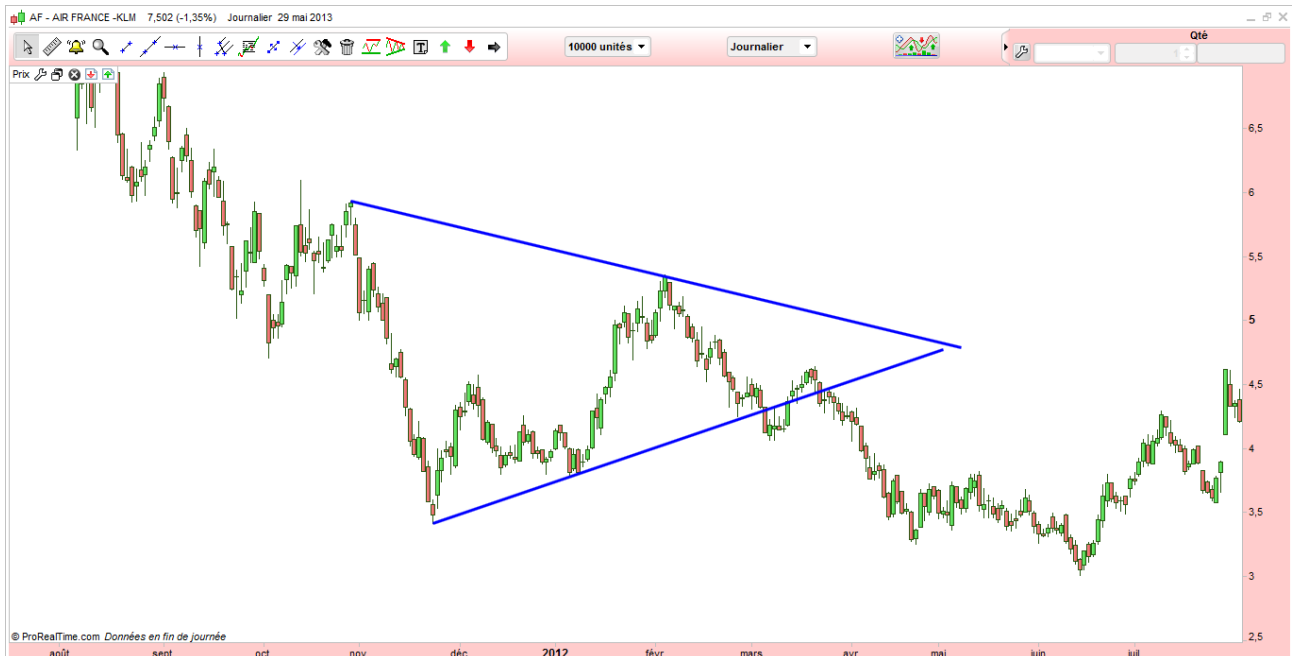 AF - AIR FRANCE -KLM 7,502 (-1,35%) Journalier 29 mai 2013
10000 unités Journalier Qté
1
Prix
6,5
6
5,5
5
4,5
4
3,5
3
2,5
© ProRealTime.com Données en fin de journée
août sept oct nov déc 2012 févr mars avr mai juin juil